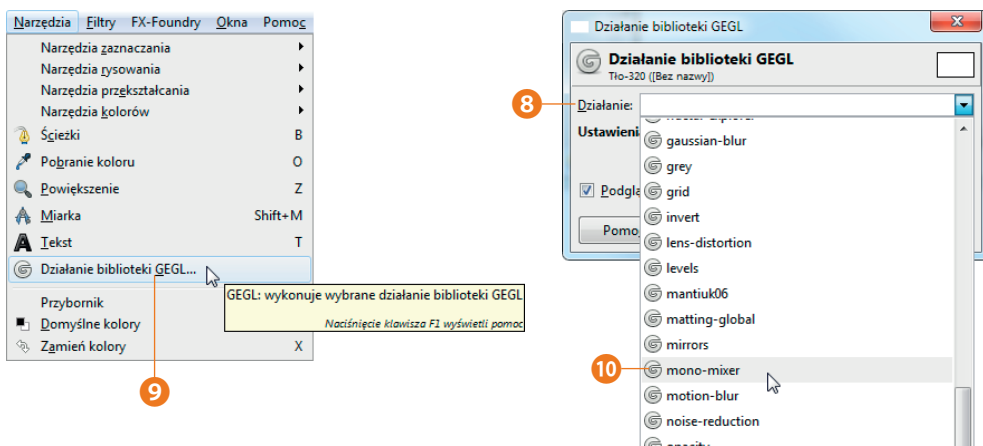 Narzędzia Filtry FX-Foundry Okna Pomoc
Narzędzia zaznaczania
Narzędzia rysowania
Narzędzia przekształcania
Narzędzia kolorów
Ścieżki B
Pobranie koloru O
Powiększenie Z
Miarka Shift+M
Tekst T
Działanie biblioteki GEGL...
GEGL: wykonuje wybrane działanie biblioteki GEGL
Naciśnięcie klawisza F1 wyświetli pomoc
Przybornik
Domyślne kolory
Zamień kolory X
9
Działanie biblioteki GEGL
Działanie biblioteki GEGL
Tło-320 ([Bez nazwy])
8
Działanie:
Ustawieni
Podglą
Pomo
gaussian-blur
grey
grid
invert
lens-distortion
levels
mantiuk06
matting-global
mirrors
10
mono-mixer
motion-blur
noise-reduction